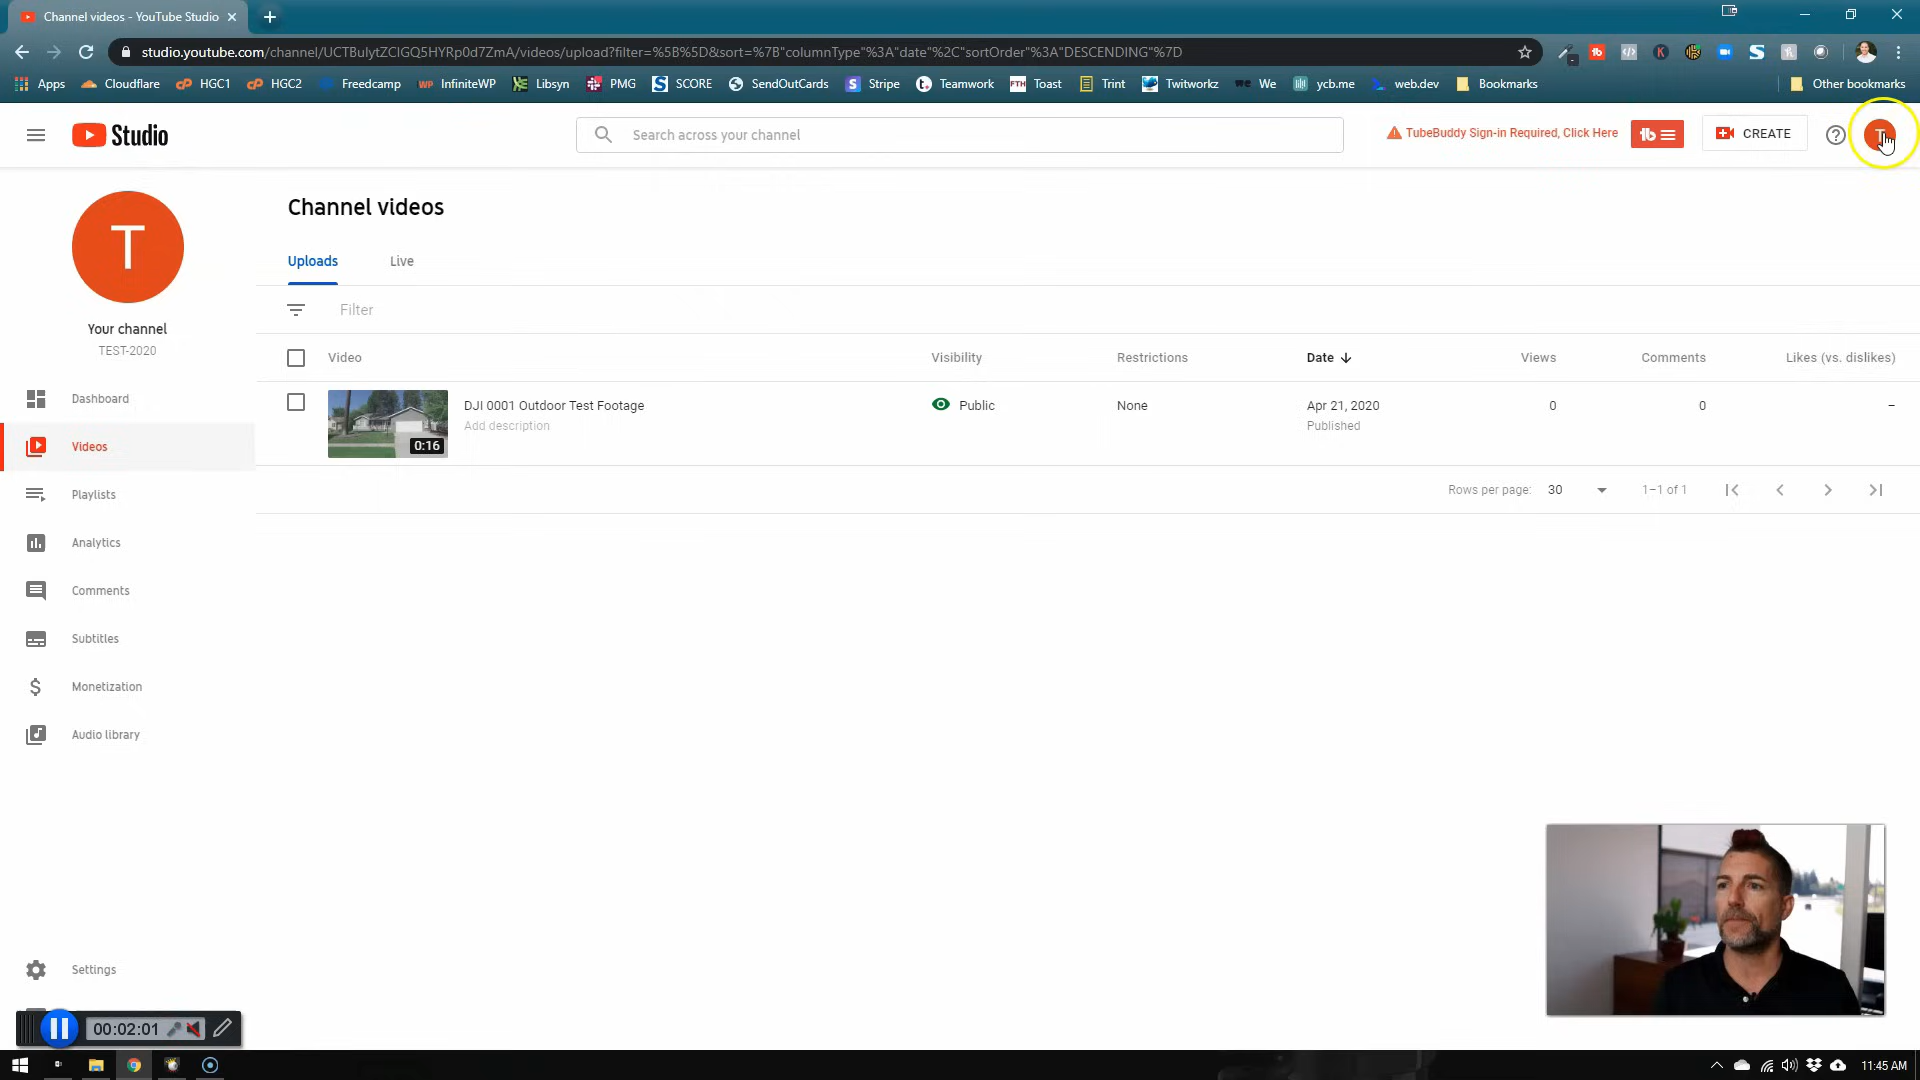 Channel videos - YouTube Studio
studio.youtube.com/channel/UCTBulytZCIGQ5HYRp0d7ZmA/videos/upload?filter=%5B%5D&sort=%7B"columnType"%3A"date"%2C"sortOrder"%3A"DESCENDING"%7D
Apps Cloudflare HGC1 HGC2 Freedcamp InfiniteWP Libsyn PMG SCORE SendOutCards Stripe Teamwork Toast Trint Twitworkz We ycb.me web.dev Bookmarks Other bookmarks
Studio
Search across your channel
TubeBuddy Sign-in Required, Click Here
CREATE
T
Your channel
TEST-2020
Dashboard
Videos
Playlists
Analytics
Comments
Subtitles
Monetization
Audio library
Settings
Channel videos
Uploads Live
Filter
Video Visibility Restrictions Date Views Comments Likes (vs. dislikes)
DJI 0001 Outdoor Test Footage Public None Apr 21, 2020 0 0 –
Add description Published
0:16
Rows per page: 30 1–1 of 1
00:02:01
11:45 AM